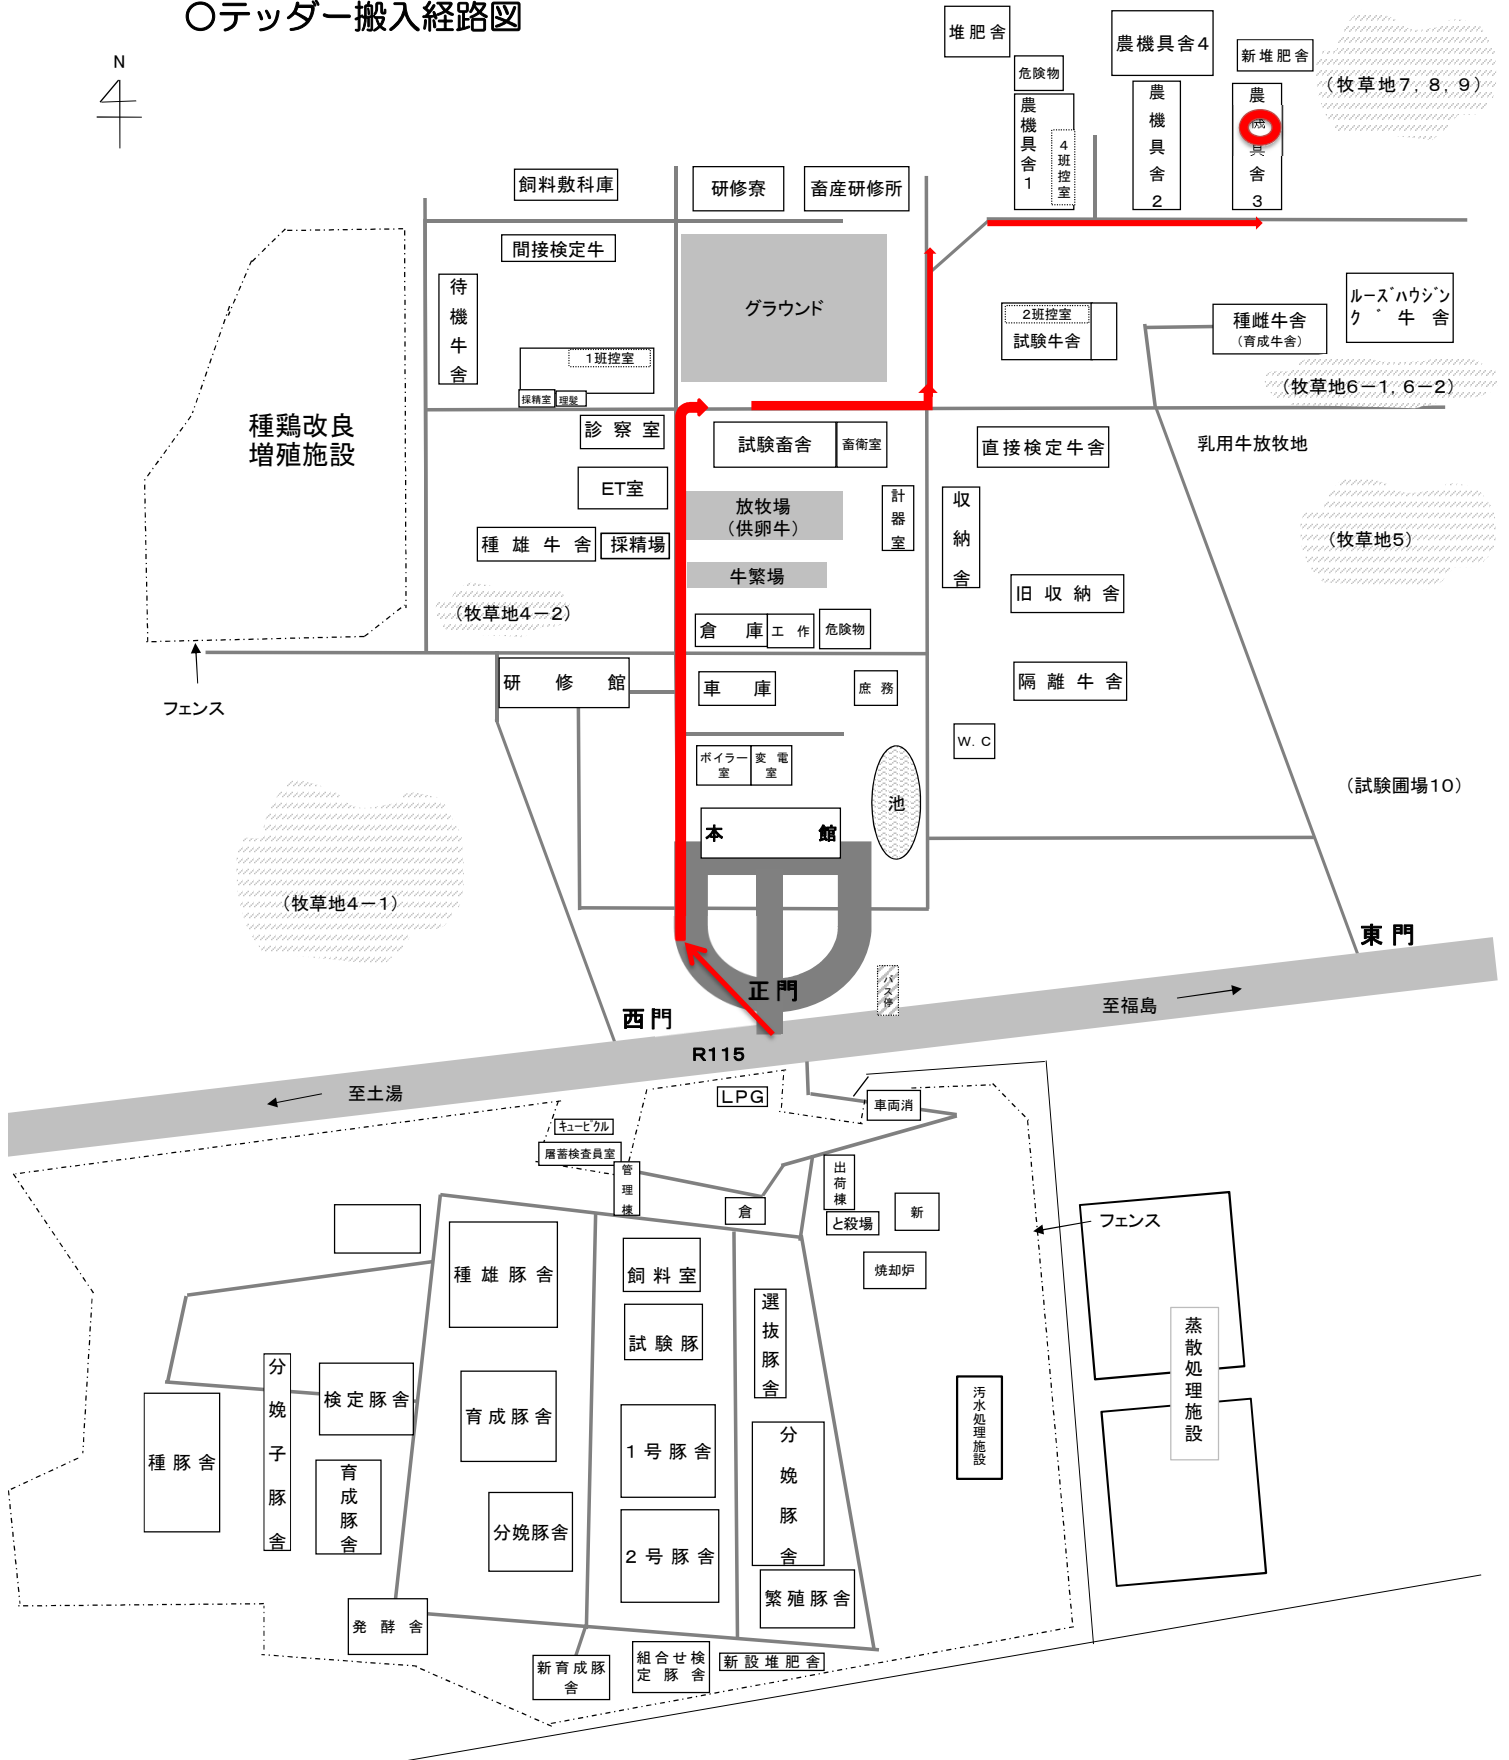 ○テッダー搬入経路図
N
堆肥舎
農機具舎4
新堆肥舎
危険物
(牧草地7, 8, 9)
農機具舎1
4班控室
農機具舎2
農機具舎3
飼料敷料庫
研修寮
畜産研修所
間接検定牛
待機牛舎
グラウンド
1班控室
採精室
理髪
2班控室
試験牛舎
種雌牛舎
(育成牛舎)
ルーズハウジン
グ牛舎
(牧草地6-1, 6-2)
種鶏改良
増殖施設
診察室
試験畜舎
畜衛室
直接検定牛舎
乳用牛放牧地
ET室
放牧場
(供卵牛)
計器室
収納舎
種雄牛舎
採精場
(牧草地5)
牛繋場
旧収納舎
(牧草地4-2)
倉庫
工作
危険物
フェンス
研修館
車庫
庶務
隔離牛舎
W.C
ボイラー
室
変電
室
池
(試験圃場10)
本館
(牧草地4-1)
東門
正門
バス停
西門
至福島
R115
至土湯
LPG
車両消
キュービクル
屠蓄検査員室
管理棟
出荷棟
倉
と殺場
新
フェンス
焼却炉
種雄豚舎
飼料室
選抜豚舎
試験豚
蒸散処理施設
分娩子豚舎
検定豚舎
育成豚舎
汚水処理施設
種豚舎
1号豚舎
分娩豚舎
育成豚舎
分娩豚舎
2号豚舎
繁殖豚舎
発酵舎
新育成豚
舎
組合せ検
定豚舎
新設堆肥舎